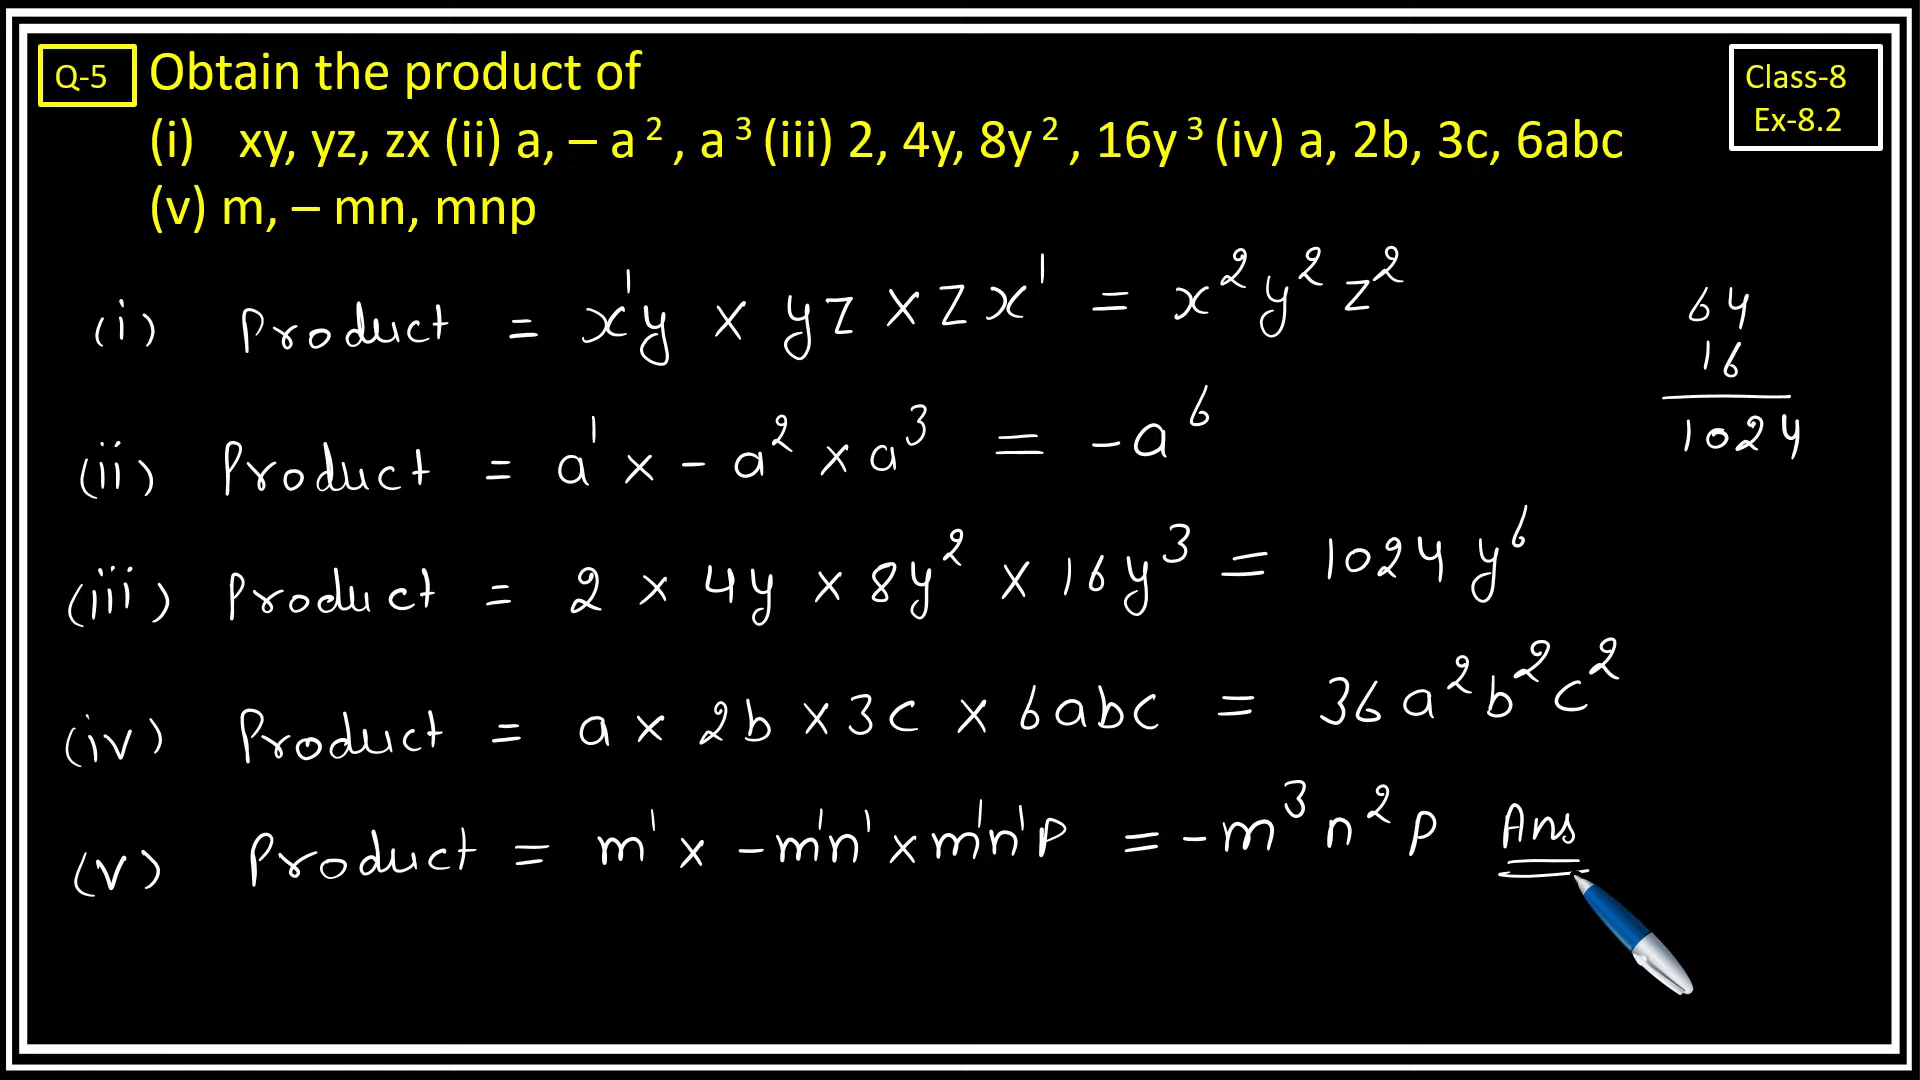 Q-5 Obtain the product of
Class-8
Ex-8.2
(i) xy, yz, zx (ii) a, – a², a³ (iii) 2, 4y, 8y², 16y³ (iv) a, 2b, 3c, 6abc
(v) m, – mn, mnp
(i) Product = x¹y × yz × zx¹ = x²y²z²
64
16
1024
(ii) Product = a¹ × - a² × a³ = -a⁶
(iii) Product = 2 × 4y × 8y² × 16y³ = 1024 y⁶
(iv) Product = a × 2b × 3c × 6abc = 36 a²b²c²
(v) Product = m¹ × -m¹n¹ × m¹n¹p = -m³n²p Ans